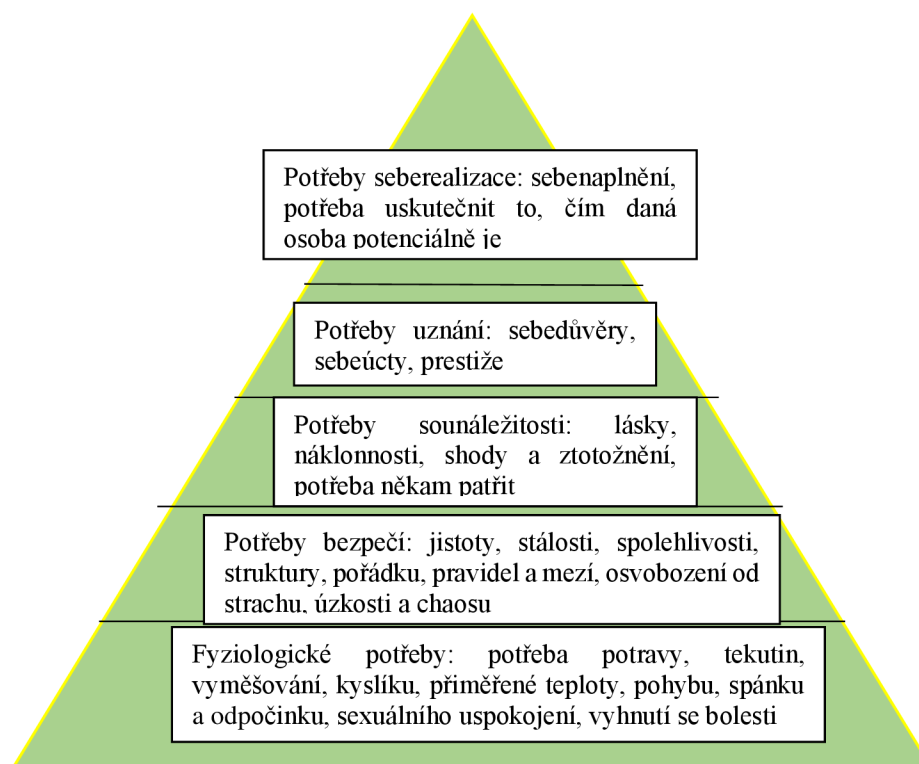 Potřeby seberealizace: sebenaplnění,
potřeba uskutečnit to, čím daná
osoba potenciálně je
Potřeby uznání: sebedůvěry,
sebeúcty, prestiže
Potřeby sounáležitosti: lásky,
náklonnosti, shody a ztotožnění,
potřeba někam patřit
Potřeby bezpečí: jistoty, stálosti, spolehlivosti,
struktury, pořádku, pravidel a mezí, osvobození od
strachu, úzkosti a chaosu
Fyziologické potřeby: potřeba potravy, tekutin,
vyměšování, kyslíku, přiměřené teploty, pohybu, spánku
a odpočinku, sexuálního uspokojení, vyhnutí se bolesti